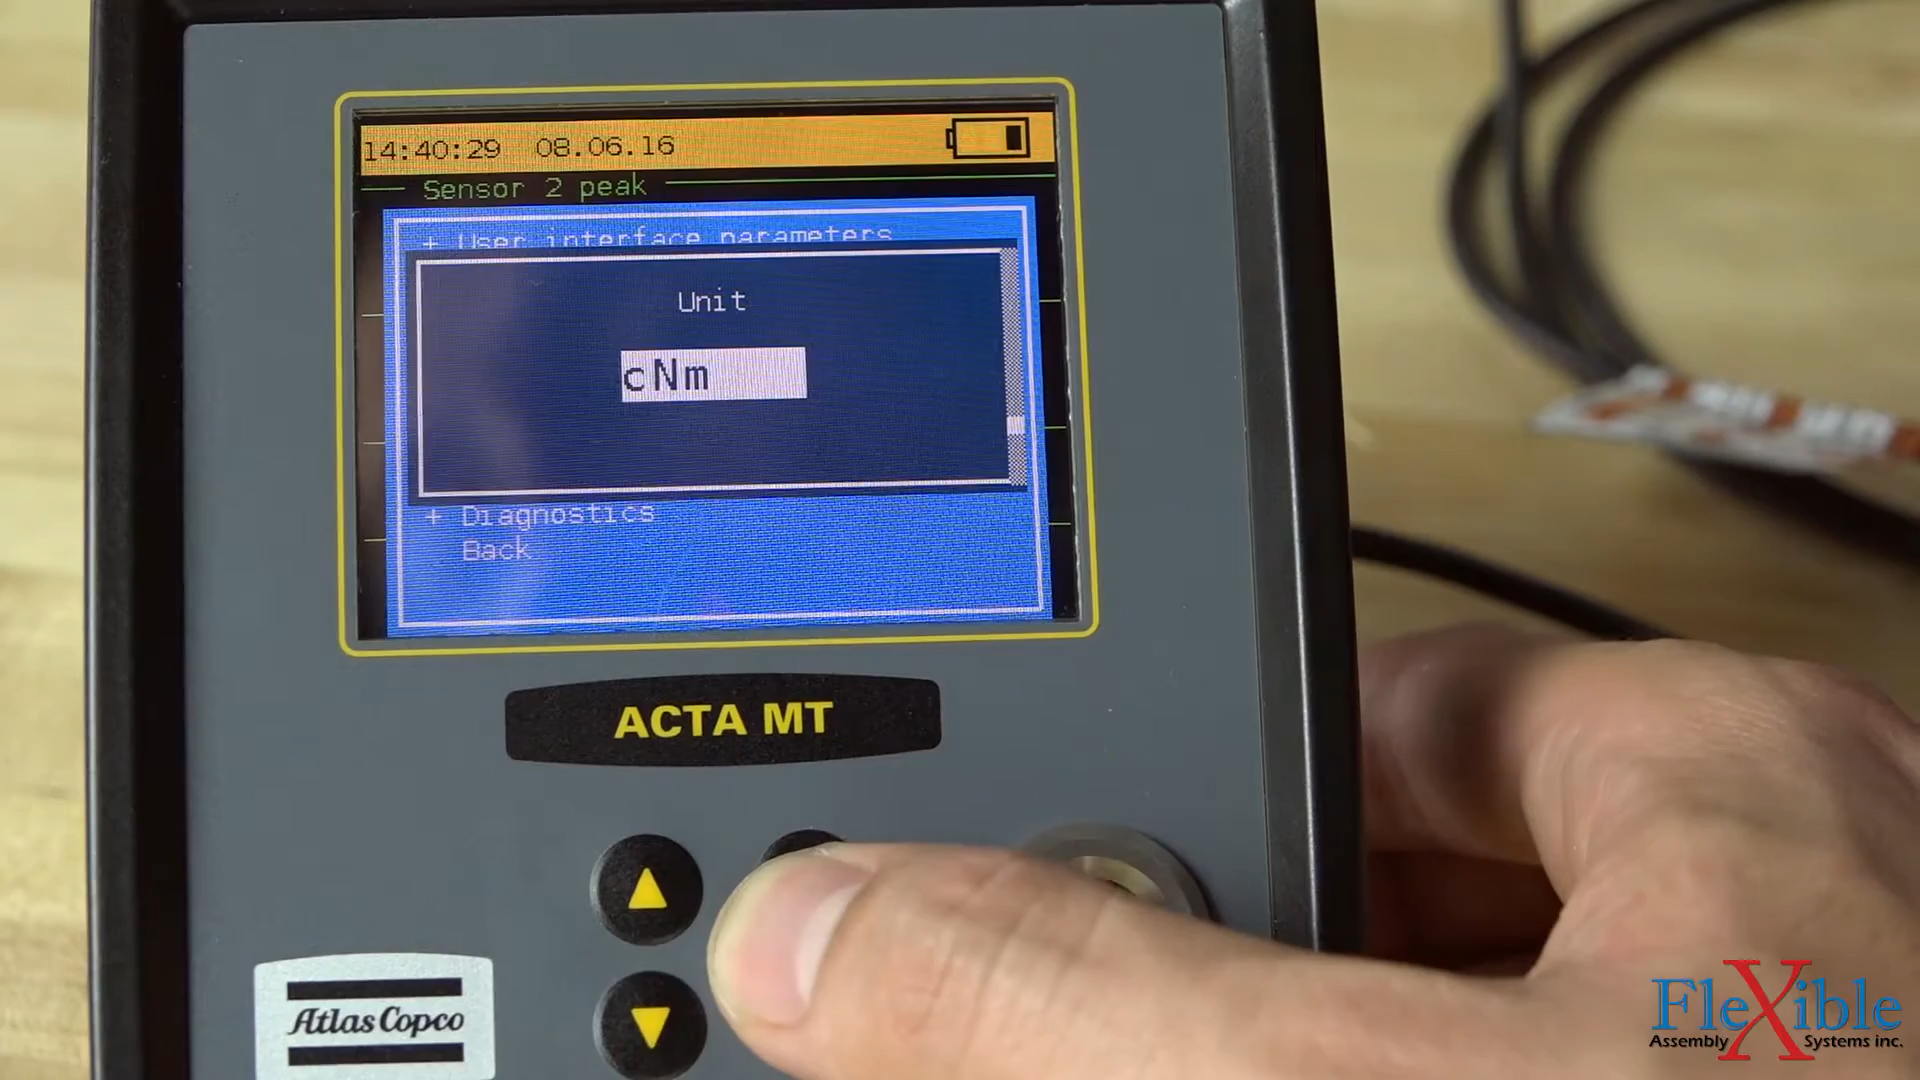 14:40:29 08.06.16
Sensor 2 peak
+ User interface parameters
Unit
cNm
+ Diagnostics
Back
ACTA MT
Atlas Copco
FleXible
Assembly Systems inc.